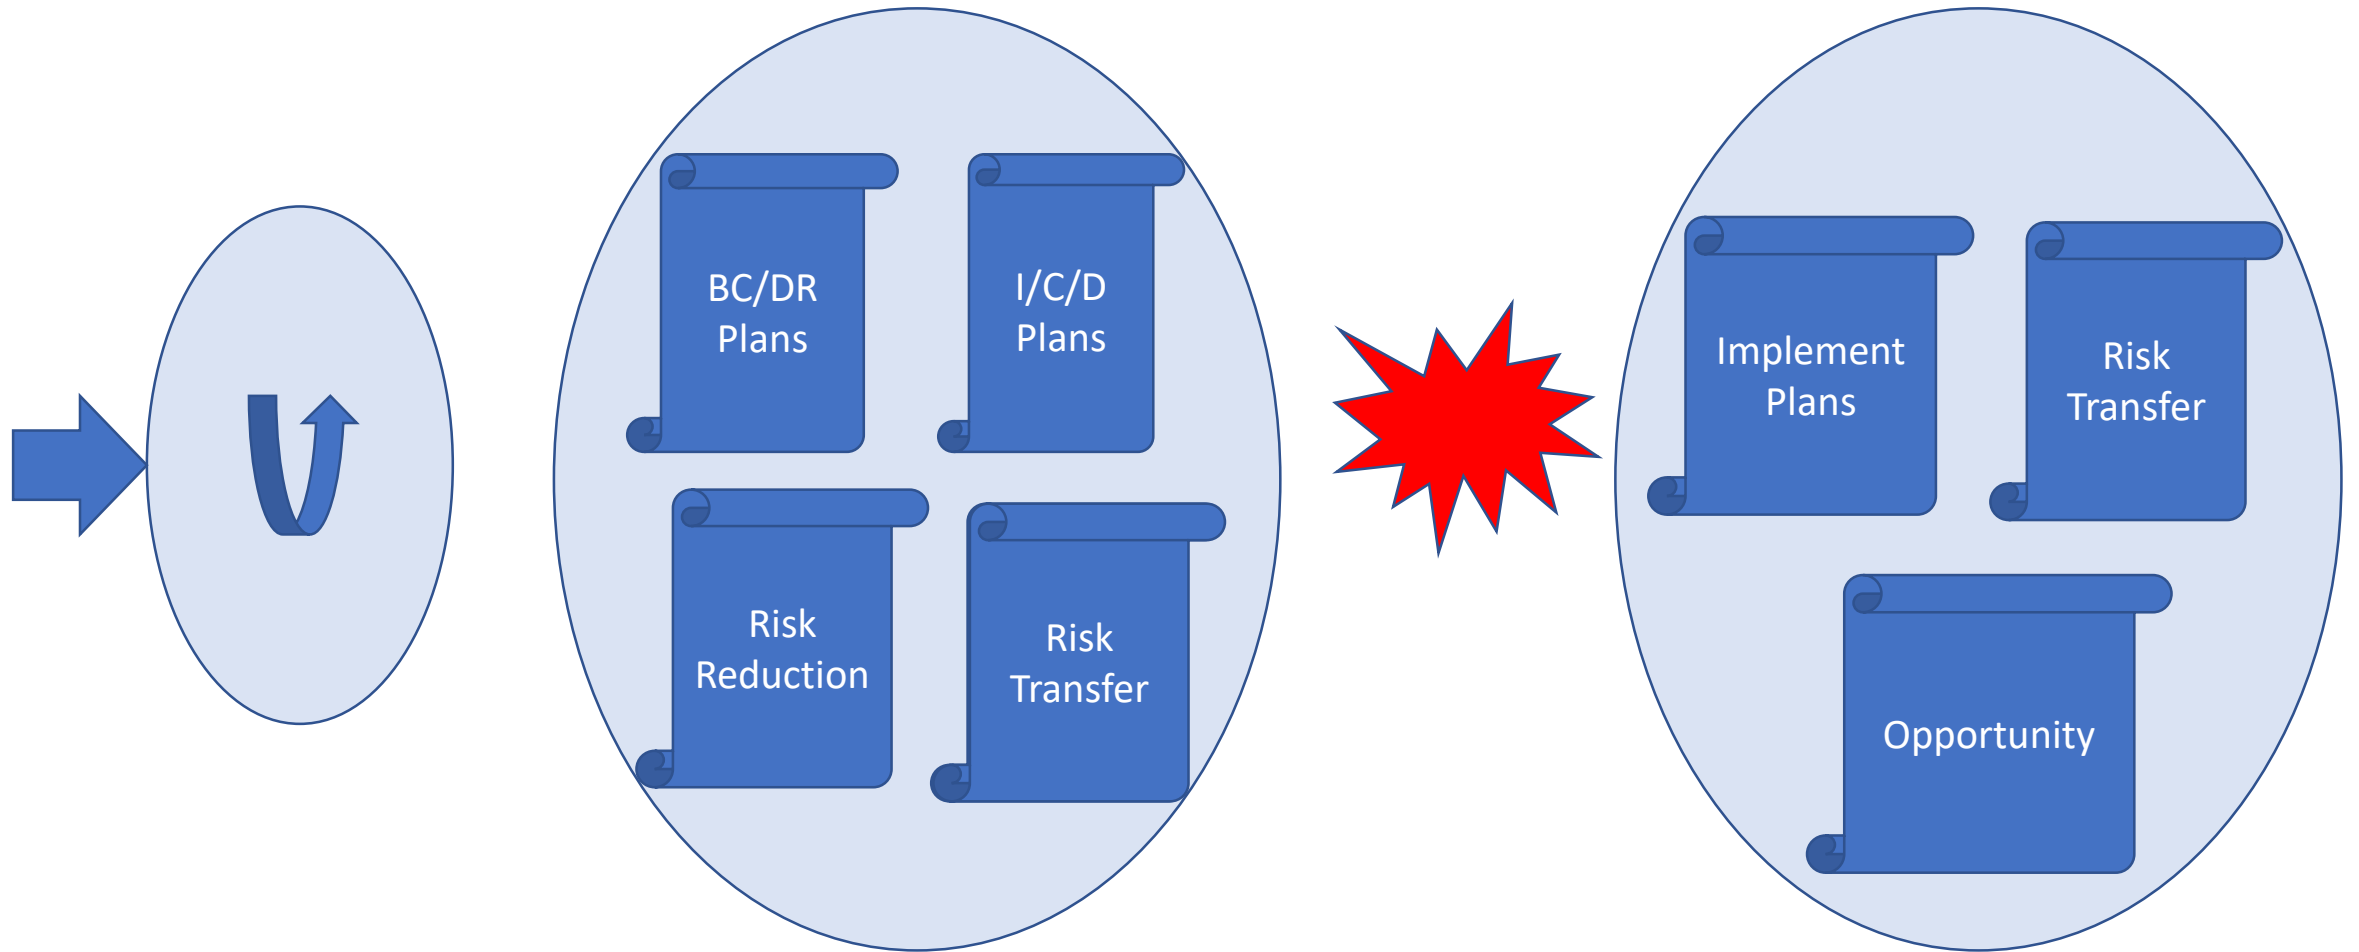 BC/DR
Plans
I/C/D
Plans
Risk
Reduction
Risk
Transfer
Implement
Plans
Risk
Transfer
Opportunity